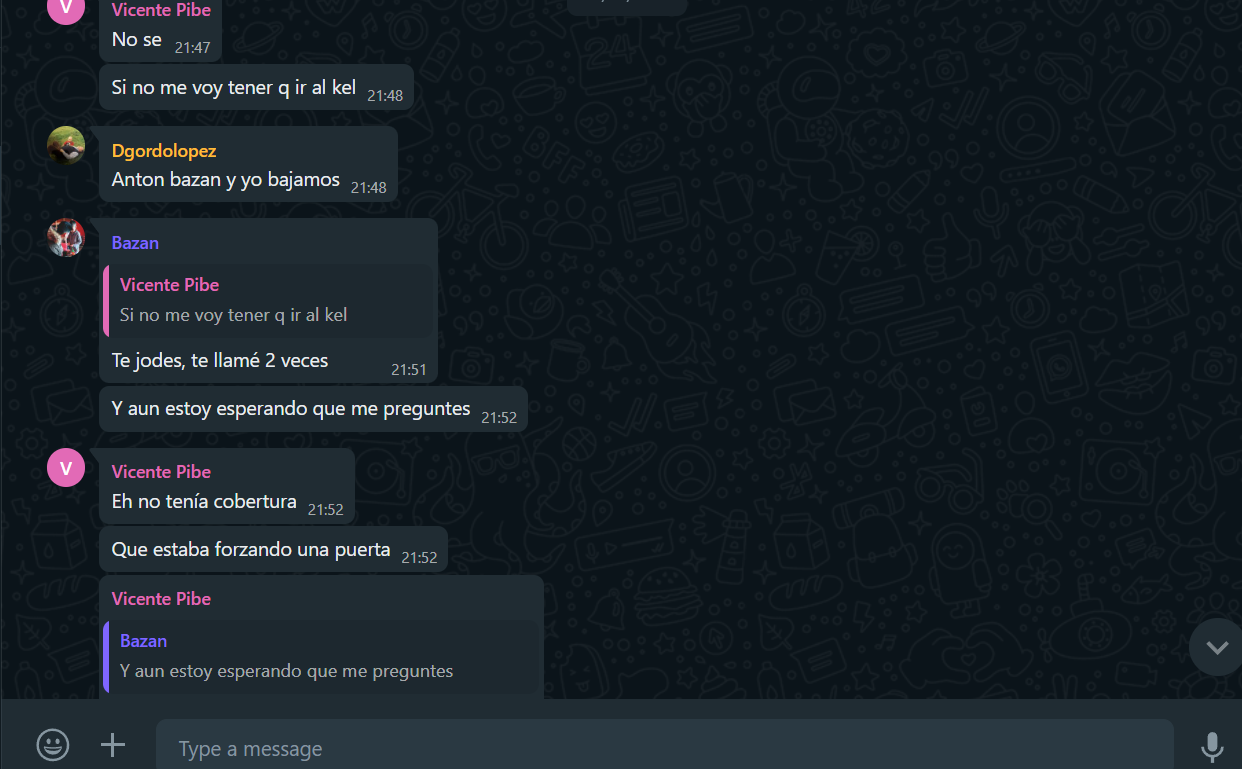 V
Vicente Pibe
No se 21:47
Si no me voy tener q ir al kel 21:48
Dgordolopez
Anton bazan y yo bajamos 21:48
Bazan
Vicente Pibe
Si no me voy tener q ir al kel
Te jodes, te llamé 2 veces 21:51
Y aun estoy esperando que me preguntes 21:52
V
Vicente Pibe
Eh no tenía cobertura 21:52
Que estaba forzando una puerta 21:52
Vicente Pibe
Bazan
Y aun estoy esperando que me preguntes
Type a message